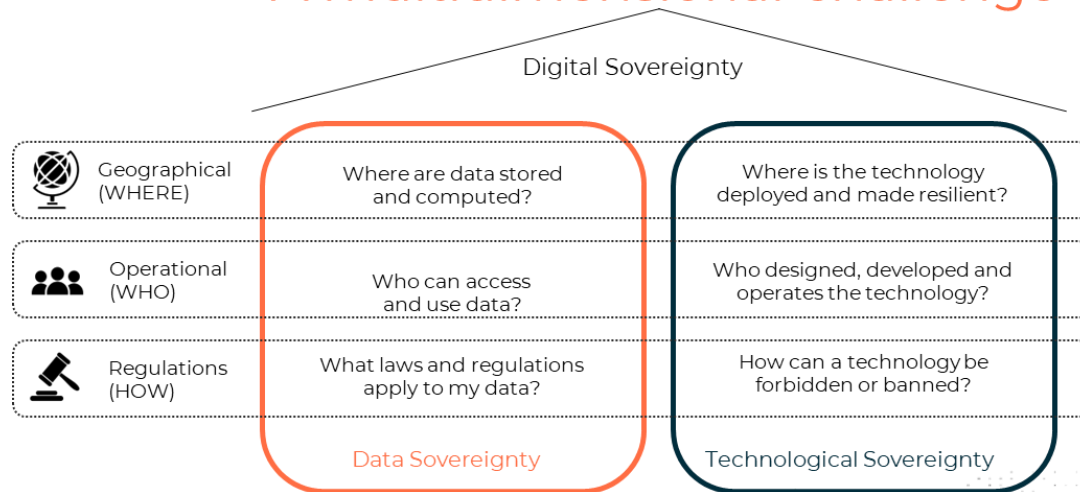 Digital Sovereignty
Geographical
(WHERE)
Where are data stored
and computed?
Where is the technology
deployed and made resilient?
Operational
(WHO)
Who can access
and use data?
Who designed, developed and
operates the technology?
Regulations
(HOW)
What laws and regulations
apply to my data?
How can a technology be
forbidden or banned?
Data Sovereignty
Technological Sovereignty